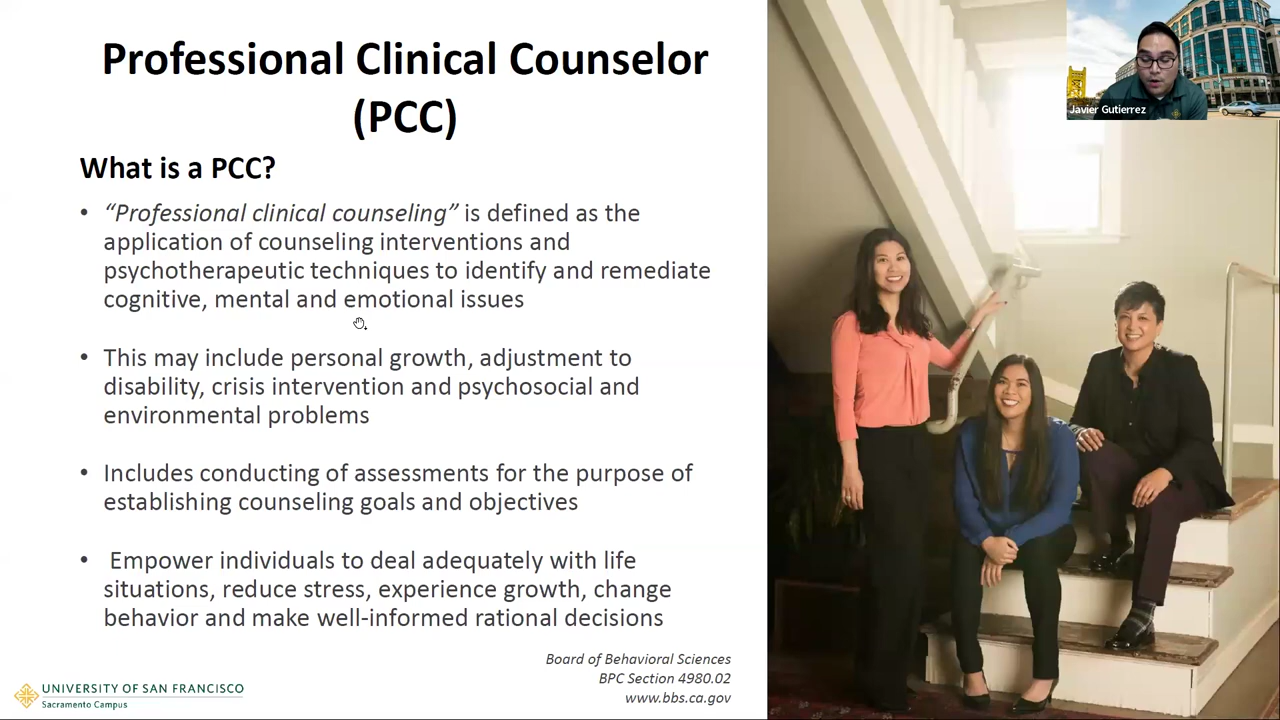 Professional Clinical Counselor
(PCC)
What is a PCC?
• “Professional clinical counseling” is defined as the
application of counseling interventions and
psychotherapeutic techniques to identify and remediate
cognitive, mental and emotional issues
• This may include personal growth, adjustment to
disability, crisis intervention and psychosocial and
environmental problems
• Includes conducting of assessments for the purpose of
establishing counseling goals and objectives
• Empower individuals to deal adequately with life
situations, reduce stress, experience growth, change
behavior and make well-informed rational decisions
Board of Behavioral Sciences
BPC Section 4980.02
www.bbs.ca.gov
UNIVERSITY OF SAN FRANCISCO
Sacramento Campus
Javier Gutierrez